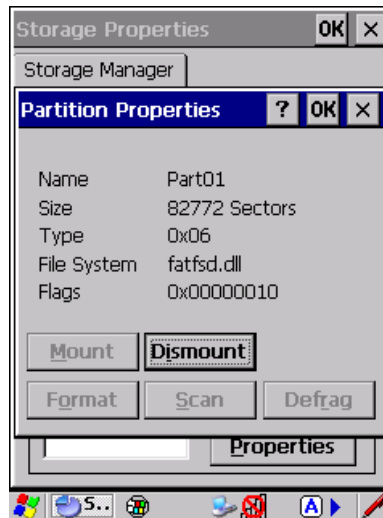 Storage Properties OK ×
Storage Manager
Partition Properties ? OK ×
Name Part01
Size 82772 Sectors
Type 0x06
File System fatfsd.dll
Flags 0x00000010
Mount Dismount
Format Scan Defrag
Properties
S.. A